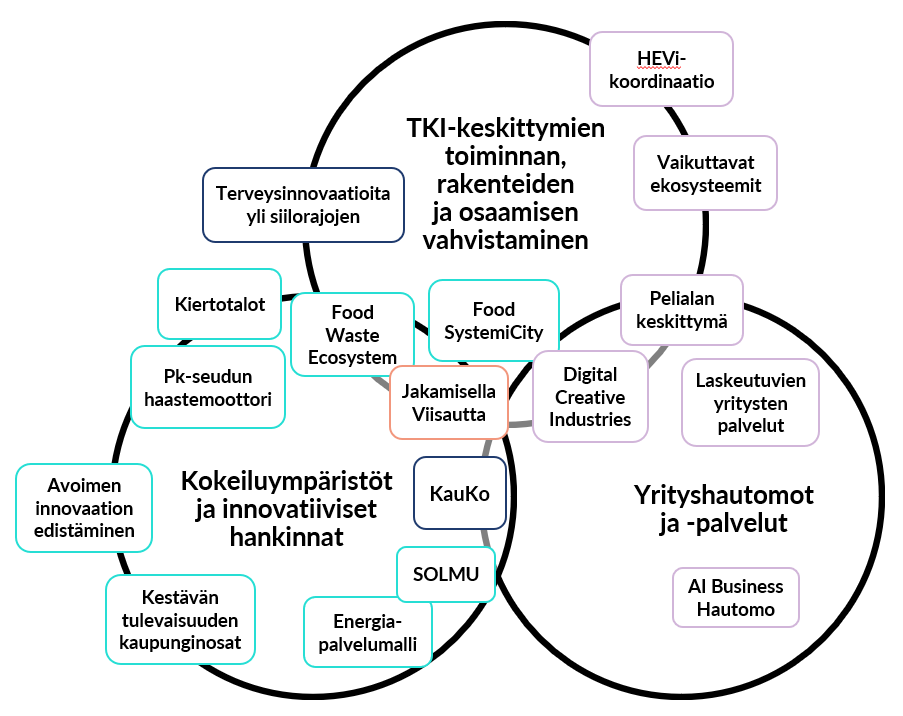 HEVi-
koordinaatio
TKI-keskittymien
toiminnan,
rakenteiden
ja osaamisen
vahvistaminen
Vaikuttavat
ekosysteemit
Terveysinnovaatioita
yli siilorajojen
Kiertotalot
Food
Waste
Ecosystem
Food
SystemiCity
Pelialan
keskittymä
Pk-seudun
haastemoottori
Jakamisella
Viisautta
Digital
Creative
Industries
Laskeutuvien
yritysten
palvelut
Avoimen
innovaation
edistäminen
Kokeiluympäristöt
ja innovatiiviset
hankinnat
KauKo
Yrityshautomot
ja -palvelut
SOLMU
Kestävän
tulevaisuuden
kaupunginosat
Energia-
palvelumalli
AI Business
Hautomo